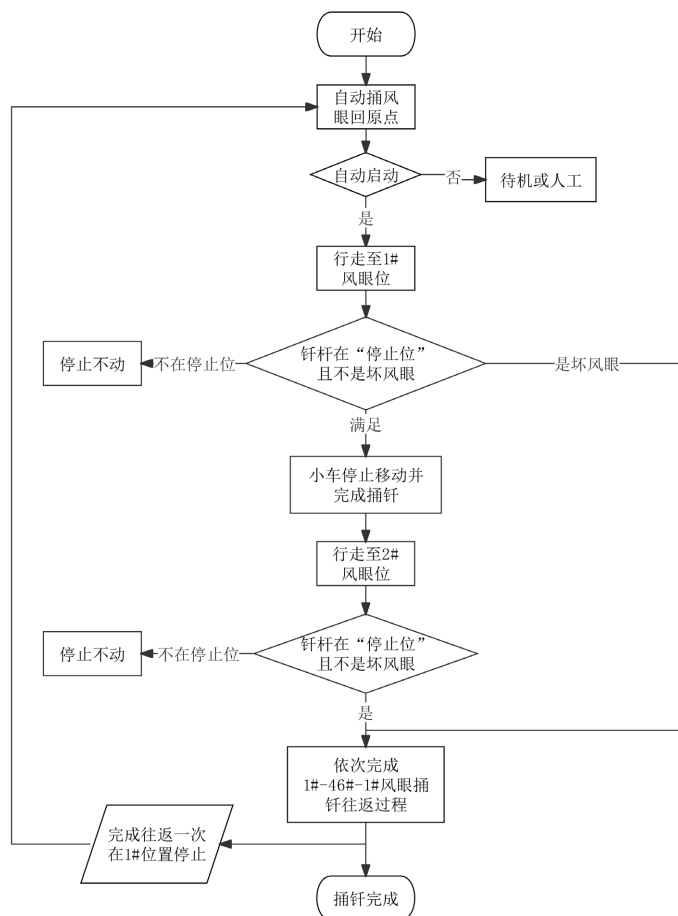 开始
自动捅风
眼回原点
自动启动
否
待机或人工
是
行走至1#
风眼位
钎杆在“停止位”
且不是坏风眼
停止不动
不在停止位
是坏风眼
满足
小车停止移动并
完成捅钎
行走至2#
风眼位
钎杆在“停止位”
且不是坏风眼
停止不动
不在停止位
是
依次完成
1#-46#-1#风眼捅
钎往返过程
完成往返一次
在1#位置停止
捅钎完成